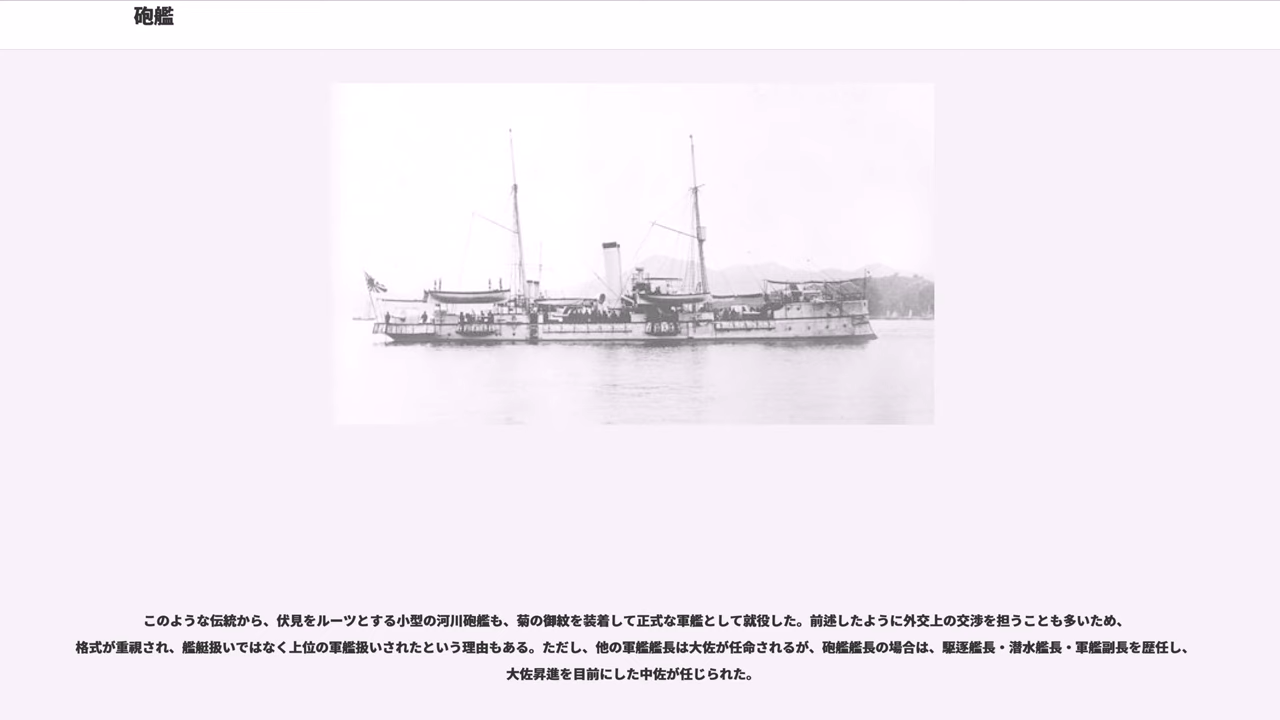 砲艦
このような伝統から、伏見をルーツとする小型の河川砲艦も、菊の御紋を装着して正式な軍艦として就役した。前述したように外交上の交渉を担うことも多いため、
格式が重視され、艦艇扱いではなく上位の軍艦扱いされたという理由もある。ただし、他の軍艦艦長は大佐が任命されるが、砲艦艦長の場合は、駆逐艦長・潜水艦長・軍艦副長を歴任し、
大佐昇進を目前にした中佐が任じられた。